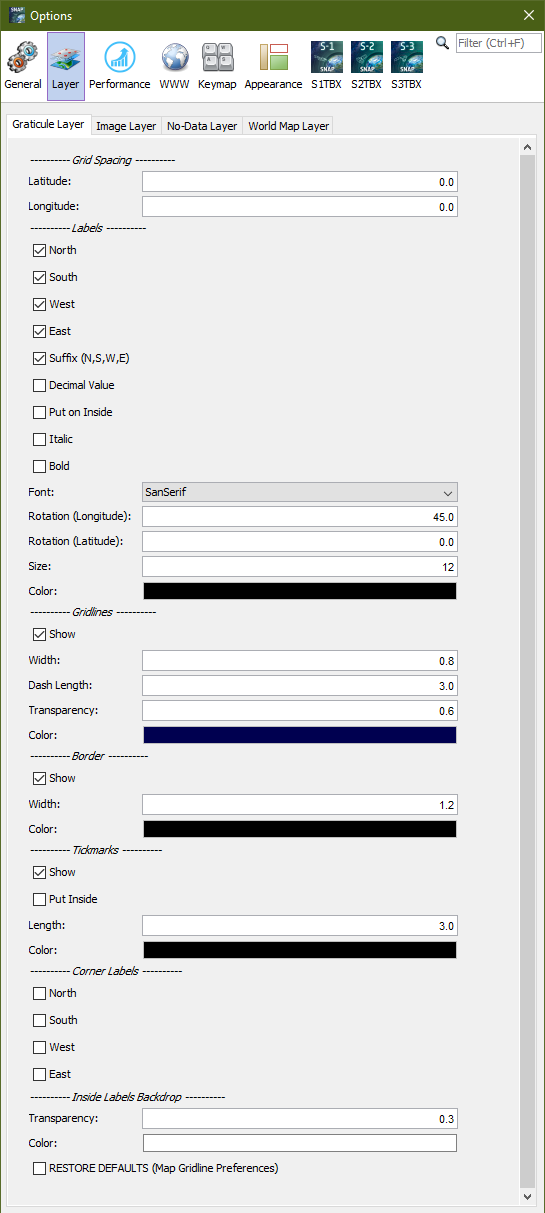 SNAP Options
Filter (Ctrl+F)
General Layer Performance WWW Keymap Appearance S-1 SNAP S1TBX S-2 SNAP S2TBX S-3 SNAP S3TBX
Graticule Layer Image Layer No-Data Layer World Map Layer
---------- Grid Spacing ----------
Latitude: 0.0
Longitude: 0.0
---------- Labels ----------
North
South
West
East
Suffix (N,S,W,E)
Decimal Value
Put on Inside
Italic
Bold
Font: SanSerif
Rotation (Longitude): 45.0
Rotation (Latitude): 0.0
Size: 12
Color:
---------- Gridlines ----------
Show
Width: 0.8
Dash Length: 3.0
Transparency: 0.6
Color:
---------- Border ----------
Show
Width: 1.2
Color:
---------- Tickmarks ----------
Show
Put Inside
Length: 3.0
Color:
---------- Corner Labels ----------
North
South
West
East
---------- Inside Labels Backdrop ----------
Transparency: 0.3
Color:
RESTORE DEFAULTS (Map Gridline Preferences)